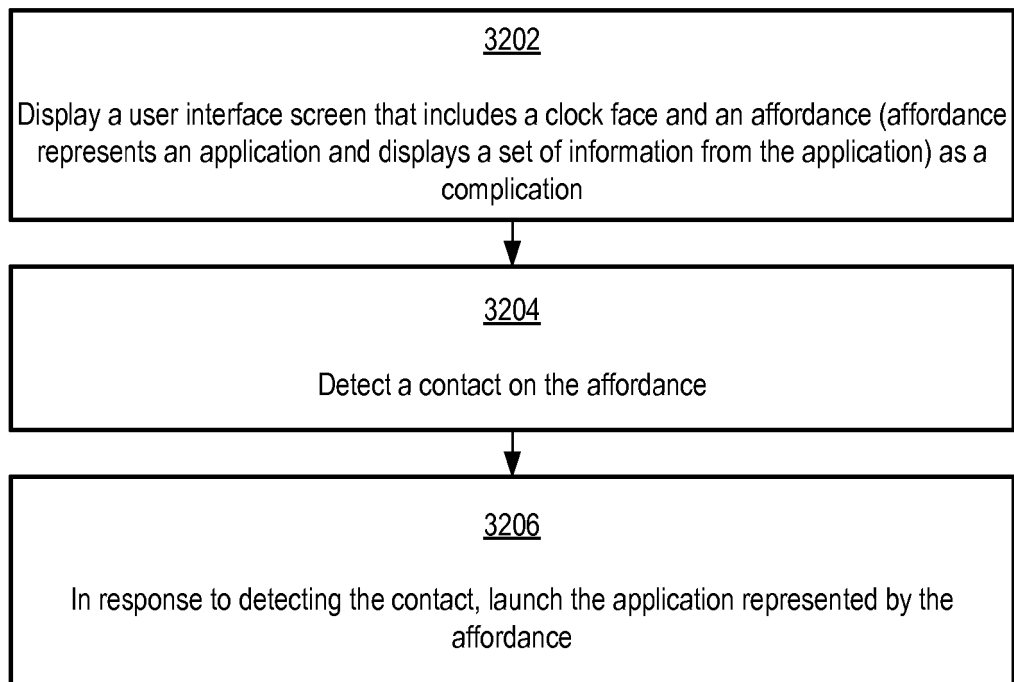 3202
Display a user interface screen that includes a clock face and an affordance (affordance
represents an application and displays a set of information from the application) as a
complication
3204
Detect a contact on the affordance
3206
In response to detecting the contact, launch the application represented by the
affordance